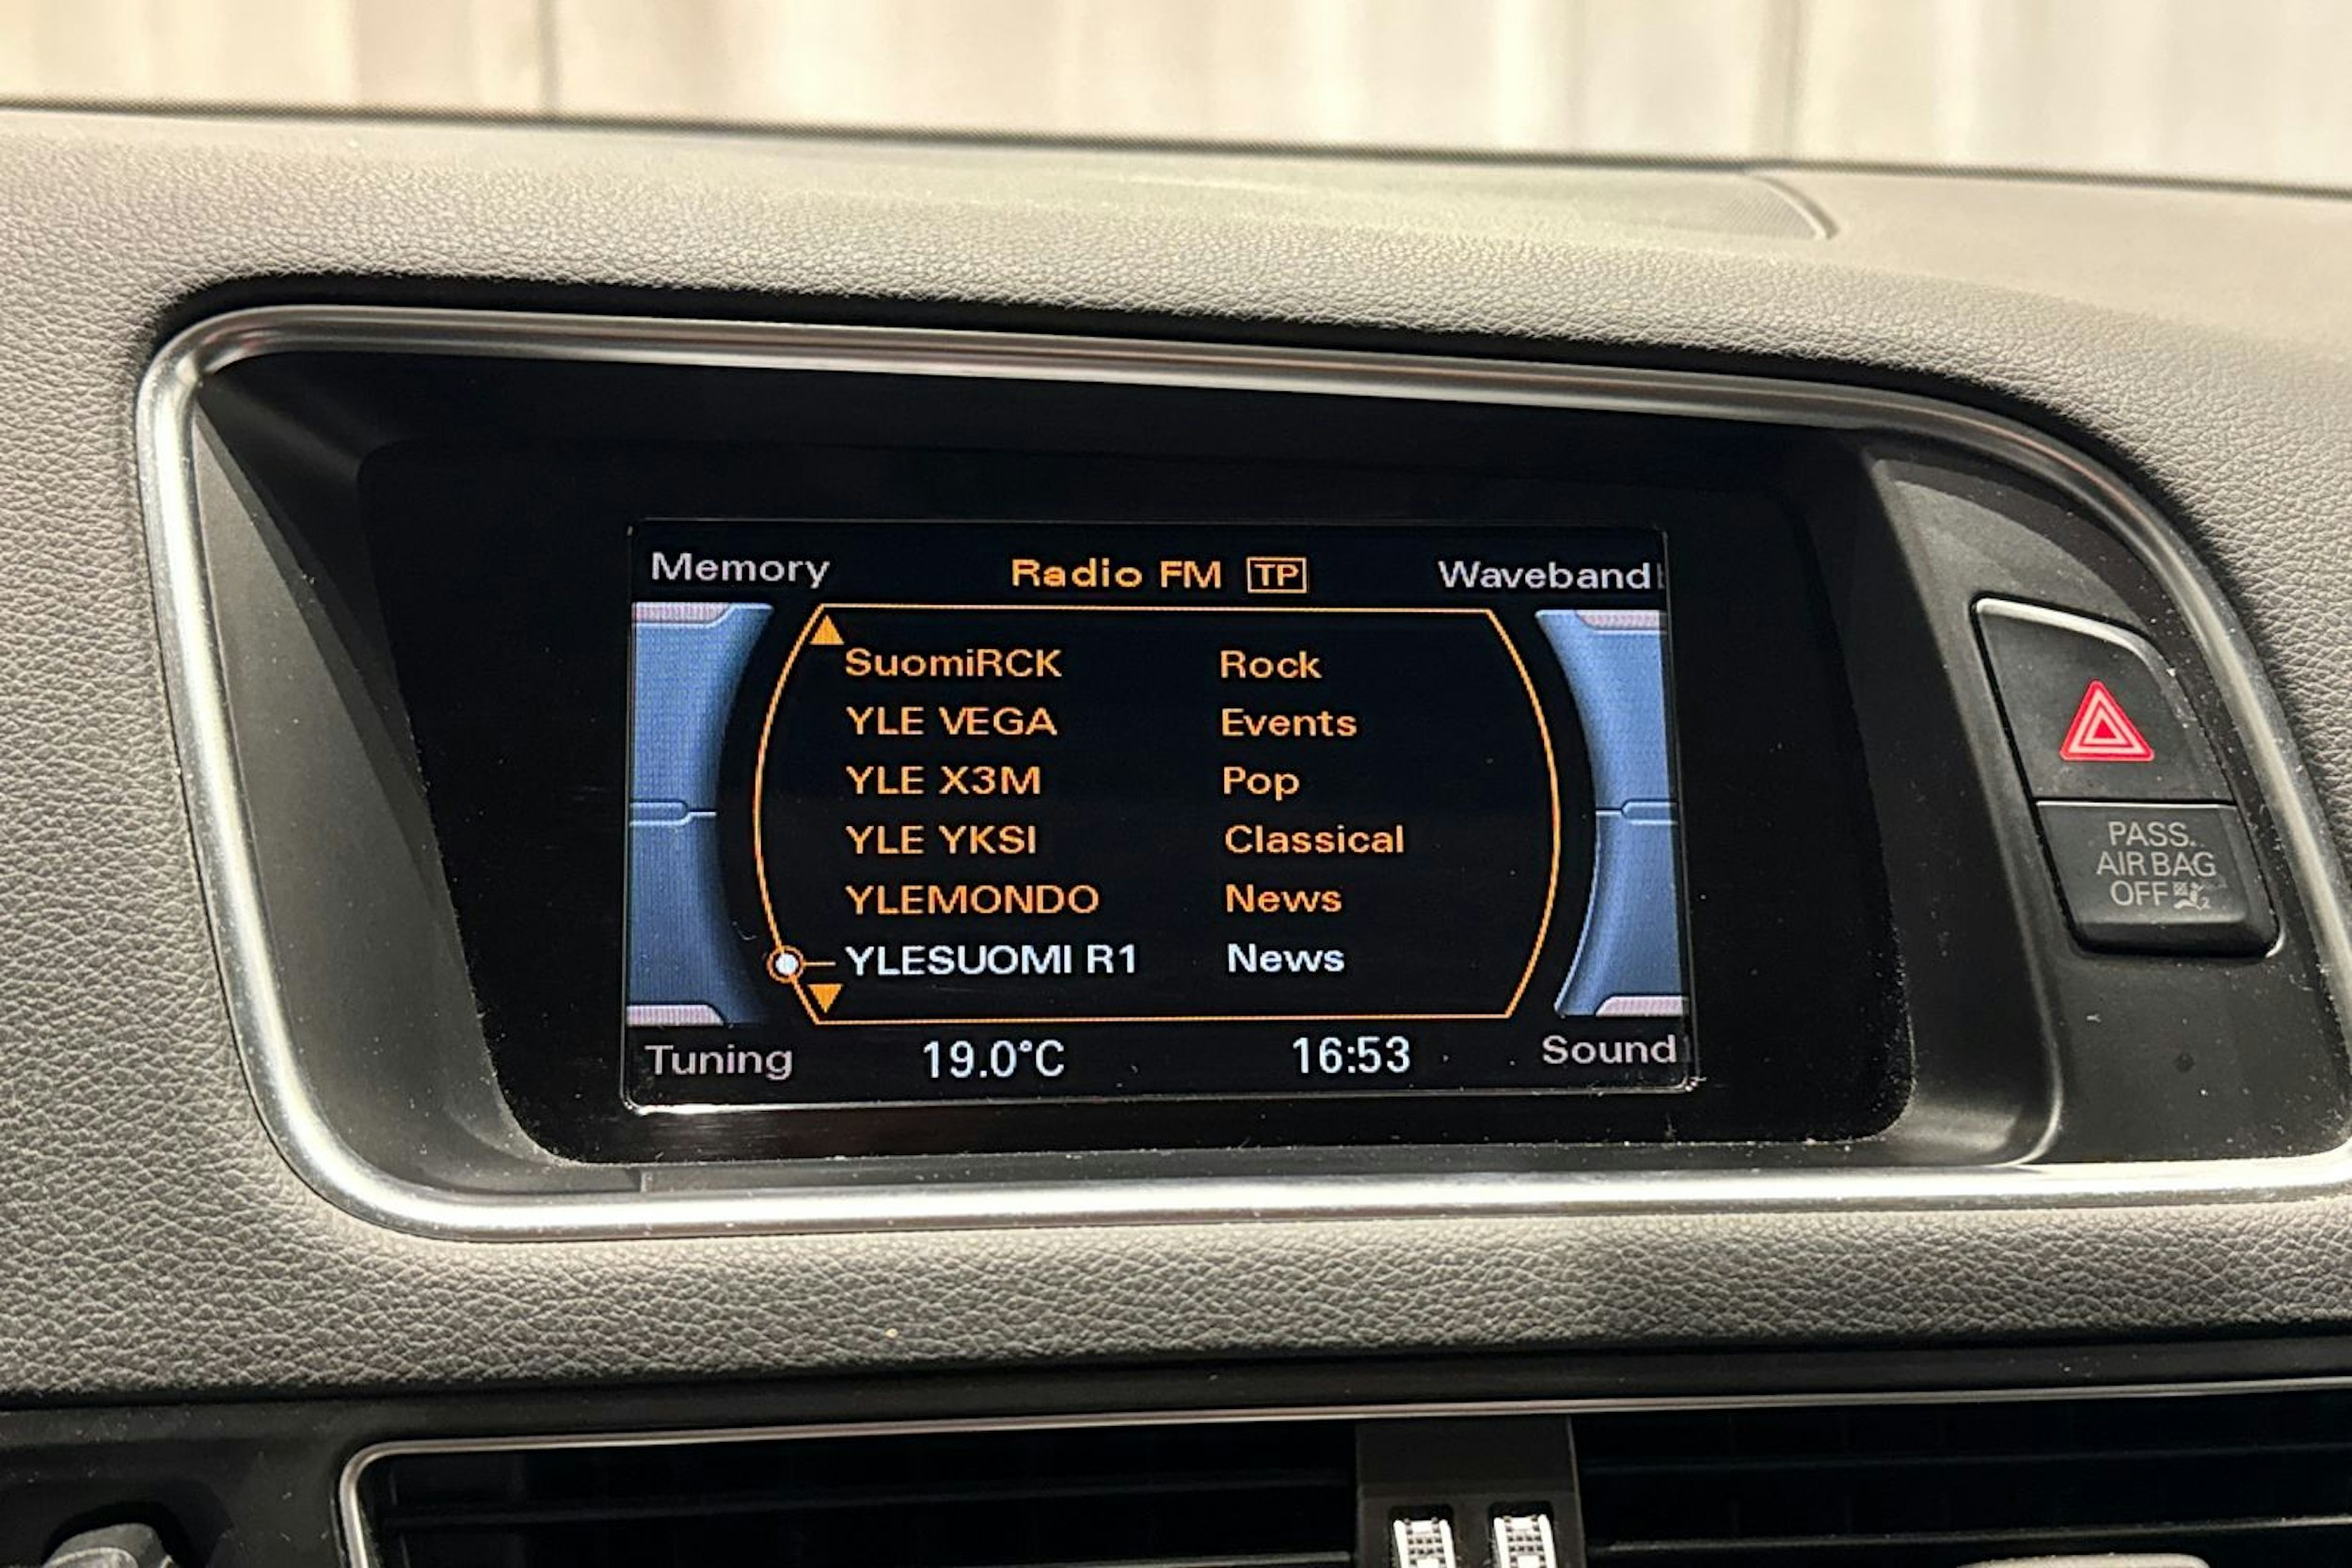 Memory Radio FM TP Waveband
SuomiRCK Rock
YLE VEGA Events
YLE X3M Pop
YLE YKSI Classical
YLEMONDO News
YLESUOMI R1 News
Tuning 19.0°C 16:53 Sound
PASS.
AIR BAG
OFF